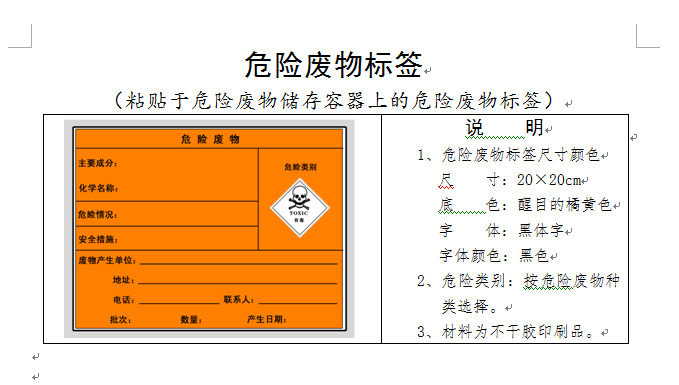 危险废物标签
（粘贴于危险废物储存容器上的危险废物标签）
危险废物
主要成分：
化学名称：
危险类别
TOXIC
有毒
危险情况：
安全措施：
废物产生单位：
地址：
电话： 联系人：
批次： 数量： 产生日期：
说 明
1、危险废物标签尺寸颜色
尺 寸：20×20cm
底 色：醒目的橘黄色
字 体：黑体字
字体颜色：黑色
2、危险类别：按危险废物种
类选择。
3、材料为不干胶印刷品。